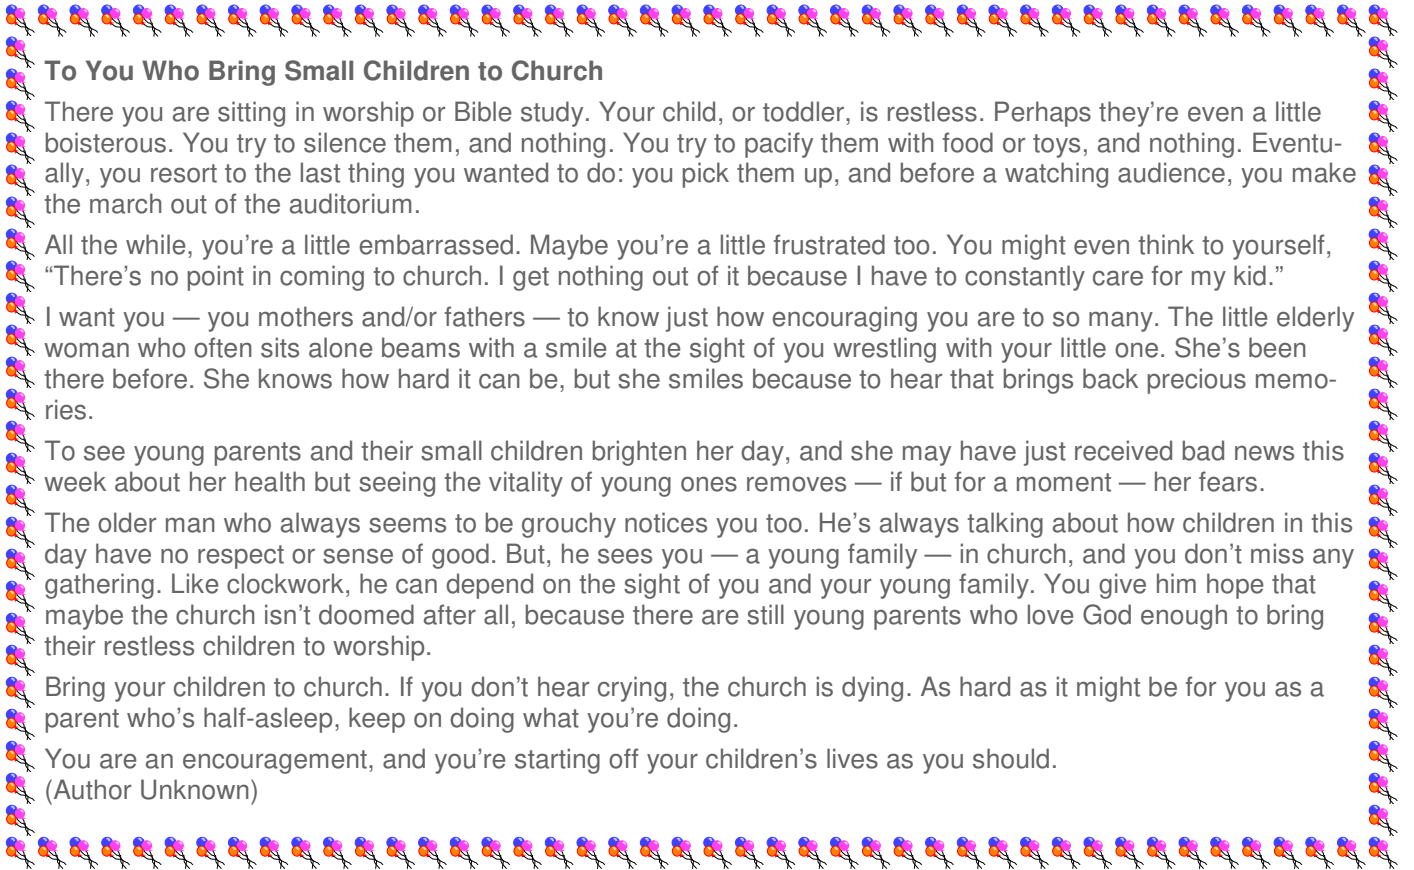 To You Who Bring Small Children to Church
There you are sitting in worship or Bible study. Your child, or toddler, is restless. Perhaps they’re even a little
boisterous. You try to silence them, and nothing. You try to pacify them with food or toys, and nothing. Eventu-
ally, you resort to the last thing you wanted to do: you pick them up, and before a watching audience, you make
the march out of the auditorium.
All the while, you’re a little embarrassed. Maybe you’re a little frustrated too. You might even think to yourself,
“There’s no point in coming to church. I get nothing out of it because I have to constantly care for my kid.”
I want you — you mothers and/or fathers — to know just how encouraging you are to so many. The little elderly
woman who often sits alone beams with a smile at the sight of you wrestling with your little one. She’s been
there before. She knows how hard it can be, but she smiles because to hear that brings back precious memo-
ries.
To see young parents and their small children brighten her day, and she may have just received bad news this
week about her health but seeing the vitality of young ones removes — if but for a moment — her fears.
The older man who always seems to be grouchy notices you too. He’s always talking about how children in this
day have no respect or sense of good. But, he sees you — a young family — in church, and you don’t miss any
gathering. Like clockwork, he can depend on the sight of you and your young family. You give him hope that
maybe the church isn’t doomed after all, because there are still young parents who love God enough to bring
their restless children to worship.
Bring your children to church. If you don’t hear crying, the church is dying. As hard as it might be for you as a
parent who’s half-asleep, keep on doing what you’re doing.
You are an encouragement, and you’re starting off your children’s lives as you should.
(Author Unknown)